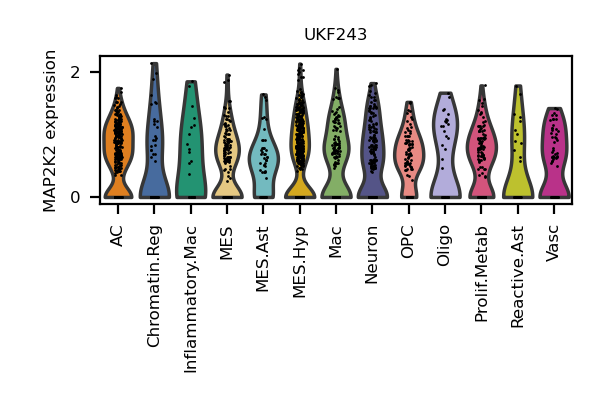 UKF243
MAP2K2 expression
2
0
AC
Chromatin.Reg
Inflammatory.Mac
MES
MES.Ast
MES.Hyp
Mac
Neuron
OPC
Oligo
Prolif.Metab
Reactive.Ast
Vasc